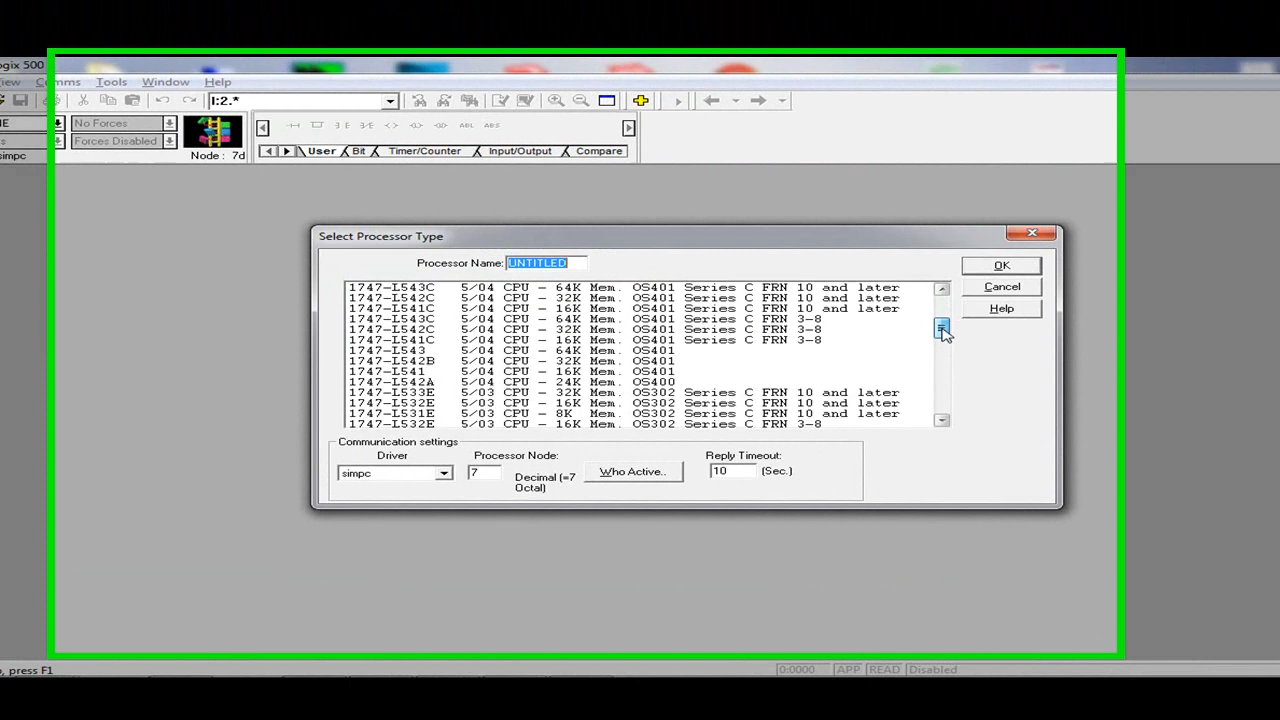 ogix 500
iew Comms Tools Window Help
I:2.*
NE No Forces
s Forces Disabled
simpc Node : 7d
User Bit Timer/Counter Input/Output Compare
Select Processor Type
Processor Name: UNTITLED
OK
Cancel
Help
1747-L543C 5/04 CPU - 64K Mem. OS401 Series C FRN 10 and later
1747-L542C 5/04 CPU - 32K Mem. OS401 Series C FRN 10 and later
1747-L541C 5/04 CPU - 16K Mem. OS401 Series C FRN 10 and later
1747-L543C 5/04 CPU - 64K Mem. OS401 Series C FRN 3-8
1747-L542C 5/04 CPU - 32K Mem. OS401 Series C FRN 3-8
1747-L541C 5/04 CPU - 16K Mem. OS401 Series C FRN 3-8
1747-L543 5/04 CPU - 64K Mem. OS401
1747-L542B 5/04 CPU - 32K Mem. OS401
1747-L541 5/04 CPU - 16K Mem. OS401
1747-L542A 5/04 CPU - 24K Mem. OS400
1747-L533E 5/03 CPU - 32K Mem. OS302 Series C FRN 10 and later
1747-L532E 5/03 CPU - 16K Mem. OS302 Series C FRN 10 and later
1747-L531E 5/03 CPU - 8K Mem. OS302 Series C FRN 10 and later
1747-L532E 5/03 CPU - 16K Mem. OS302 Series C FRN 3-8
Communication settings
Driver Processor Node: Reply Timeout:
simpc 7 Decimal (=7 Octal) Who Active.. 10 (Sec.)
, press F1 0:0000 APP READ Disabled